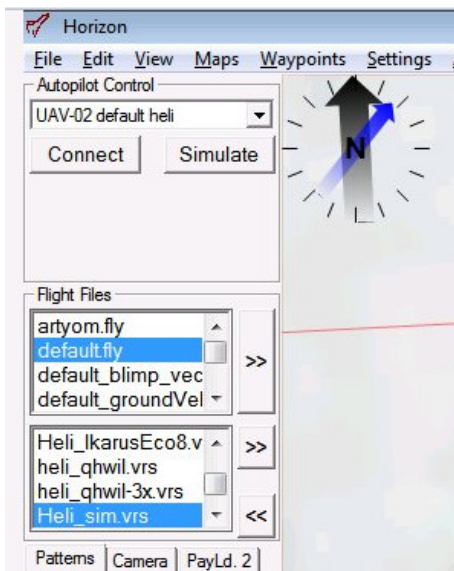 Horizon
File Edit View Maps Waypoints Settings
Autopilot Control
UAV-02 default heli
Connect Simulate
N
Flight Files
artyom.fly
default.fly
default_blimp_vec
default_groundVel
>>
Heli_IkarusEco8.v
heli_qhwil.vrs
heli_qhwil-3x.vrs
Heli_sim.vrs
>>
<<
Patterns Camera PayLd. 2